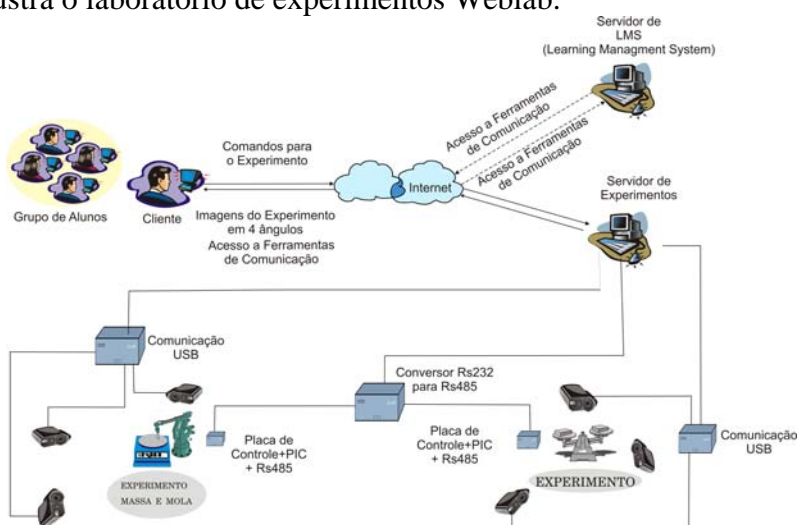 ustra o laboratório de experimentos Weblab.
Servidor de
LMS
(Learning Managment System)
Acesso a Ferramentas
de Comunicação
Acesso a Ferramentas
de Comunicação
Comandos para
o Experimento
Internet
Servidor de
Experimentos
Grupo de Alunos
Cliente
Imagens do Experimento
em 4 ângulos
Acesso a Ferramentas
de Comunicação
Comunicação
USB
Conversor Rs232
para Rs485
Placa de
Controle+PIC
+ Rs485
Placa de
Controle+PIC
+ Rs485
Comunicação
USB
EXPERIMENTO
MASSA E MOLA
EXPERIMENTO